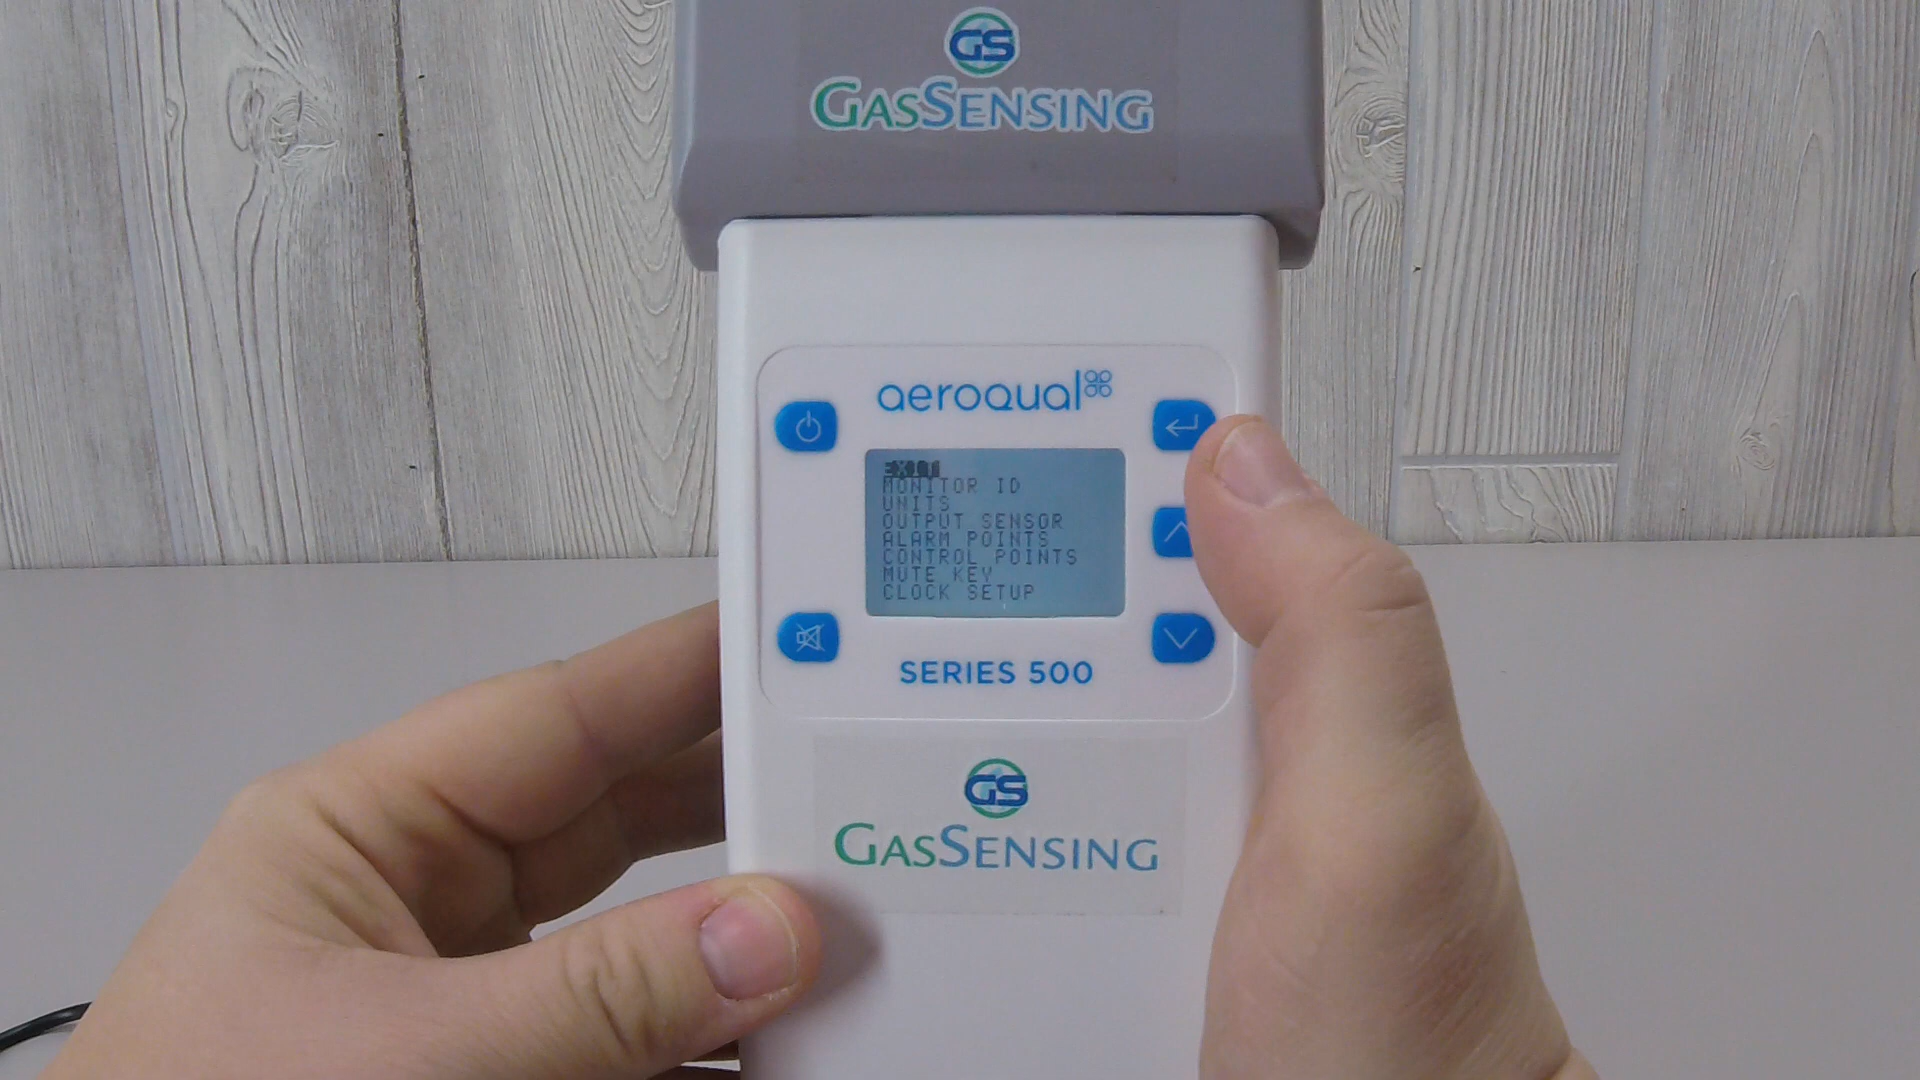 GS
GASSENSING
aeroqual
EXIT
MONITOR ID
UNITS
OUTPUT SENSOR
ALARM POINTS
CONTROL POINTS
MUTE KEY
CLOCK SETUP
SERIES 500
GS
GASSENSING